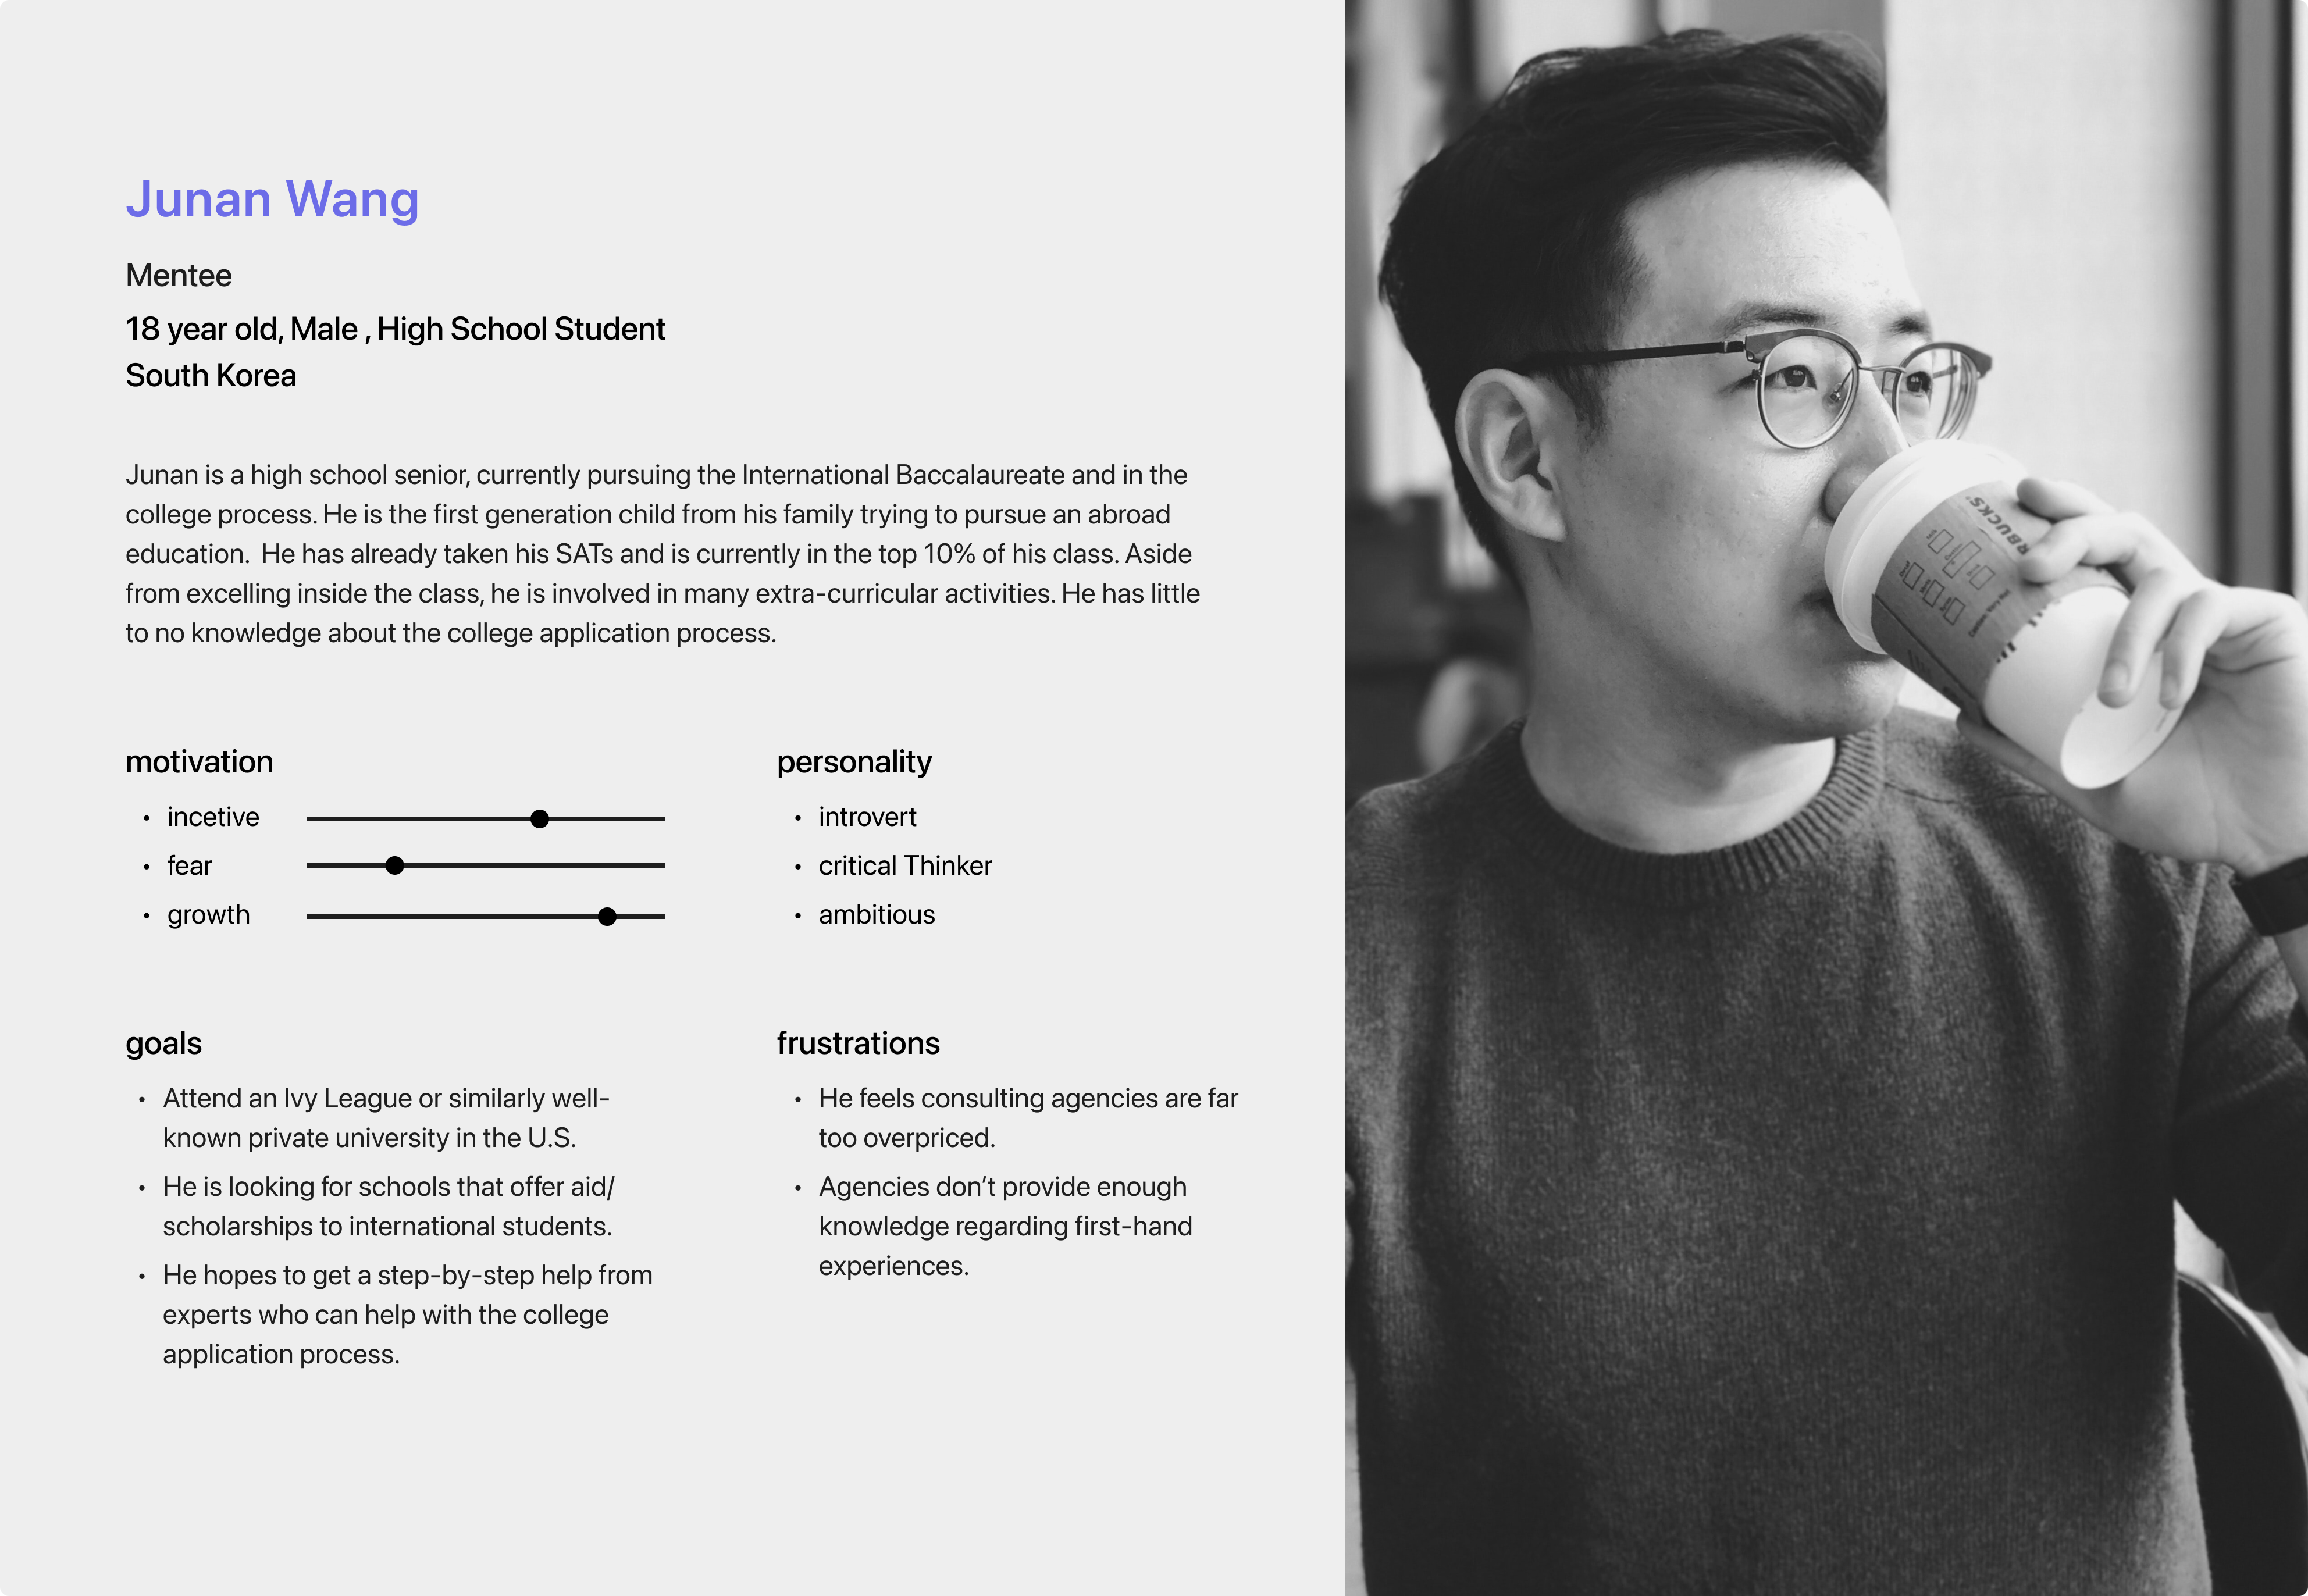 Junan Wang
Mentee
18 year old, Male , High School Student
South Korea
Junan is a high school senior, currently pursuing the International Baccalaureate and in the
college process. He is the first generation child from his family trying to pursue an abroad
education.  He has already taken his SATs and is currently in the top 10% of his class. Aside
from excelling inside the class, he is involved in many extra-curricular activities. He has little
to no knowledge about the college application process.
motivation
• incetive
• fear
• growth
personality
• introvert
• critical Thinker
• ambitious
goals
• Attend an Ivy League or similarly well-
known private university in the U.S.
• He is looking for schools that offer aid/
scholarships to international students.
• He hopes to get a step-by-step help from
experts who can help with the college
application process.
frustrations
• He feels consulting agencies are far
too overpriced.
• Agencies don’t provide enough
knowledge regarding first-hand
experiences.
RBUCKS